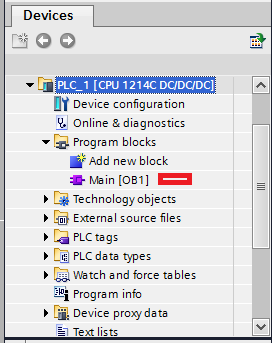 Devices
PLC_1 [CPU 1214C DC/DC/DC]
Device configuration
Online & diagnostics
Program blocks
Add new block
Main [OB1]
Technology objects
External source files
PLC tags
PLC data types
Watch and force tables
Program info
Device proxy data
Text lists